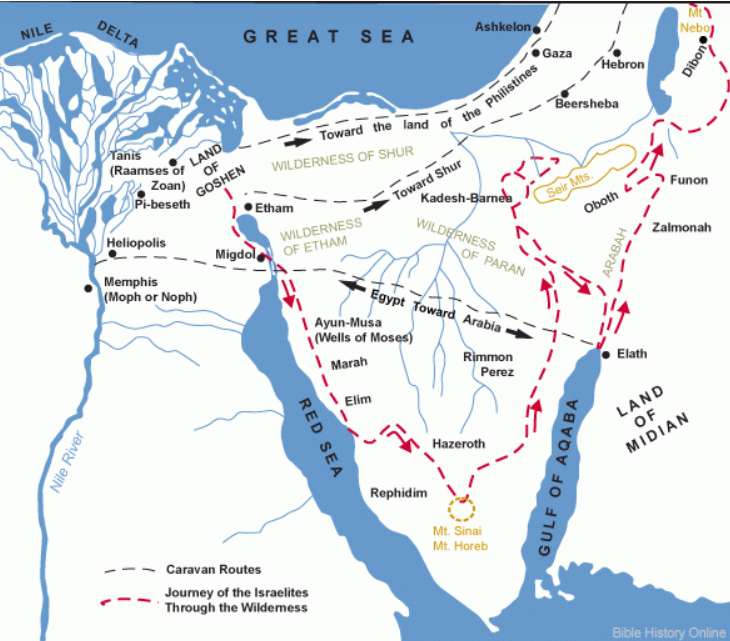 Mt
Nebo
NILE DELTA
GREAT SEA
Ashkelon
Gaza
Hebron
Dibon
Beersheba
Toward the land of the Philistines
Tanis
(Raamses of
Zoan)
LAND
OF
GOSHEN
WILDERNESS OF SHUR
Toward Shur
Pi-beseth
Etham
Kadesh-Barnea
Seir Mts.
Oboth
Funon
Zalmonah
WILDERNESS
OF ETHAM
WILDERNESS
OF PARAN
ARABAH
Heliopolis
Migdol
Memphis
(Moph or Noph)
Egypt Toward Arabia
Ayun-Musa
(Wells of Moses)
Marah
Rimmon
Perez
Elath
Elim
LAND
OF
MIDIAN
RED SEA
GULF OF AQABA
Nile River
Hazeroth
Rephidim
Mt. Sinai
Mt. Horeb
Caravan Routes
Journey of the Israelites
Through the Wilderness
Bible History Online